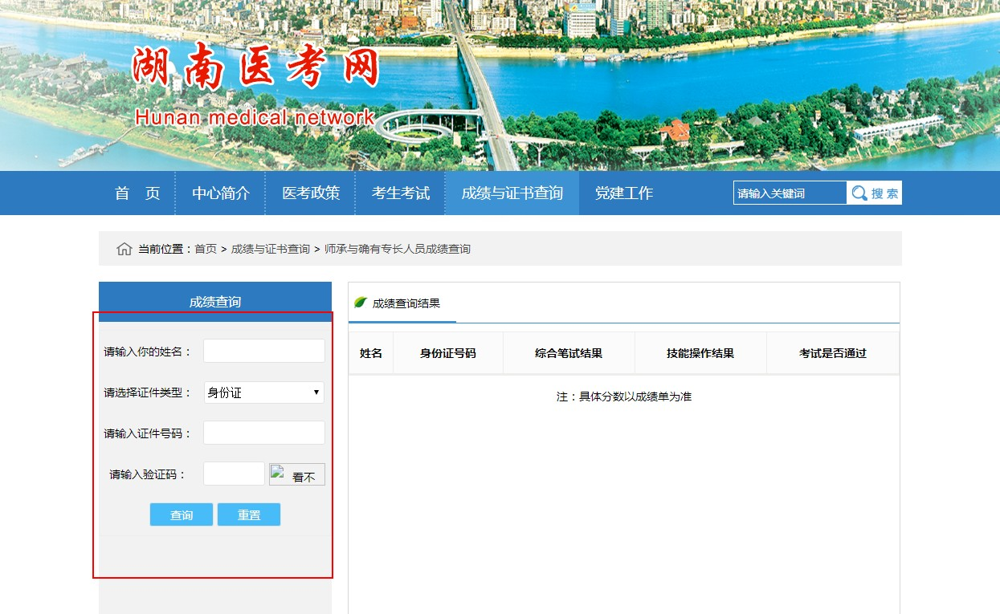 湖南医考网
Hunan medical network
首 页 中心简介 医考政策 考生考试 成绩与证书查询 党建工作 请输入关键词 搜 索
当前位置：首页 > 成绩与证书查询 > 师承与确有专长人员成绩查询
成绩查询
请输入你的姓名：
请选择证件类型： 身份证
请输入证件号码：
请输入验证码： 看不
查询 重置
成绩查询结果
姓名 身份证号码 综合笔试结果 技能操作结果 考试是否通过
注：具体分数以成绩单为准